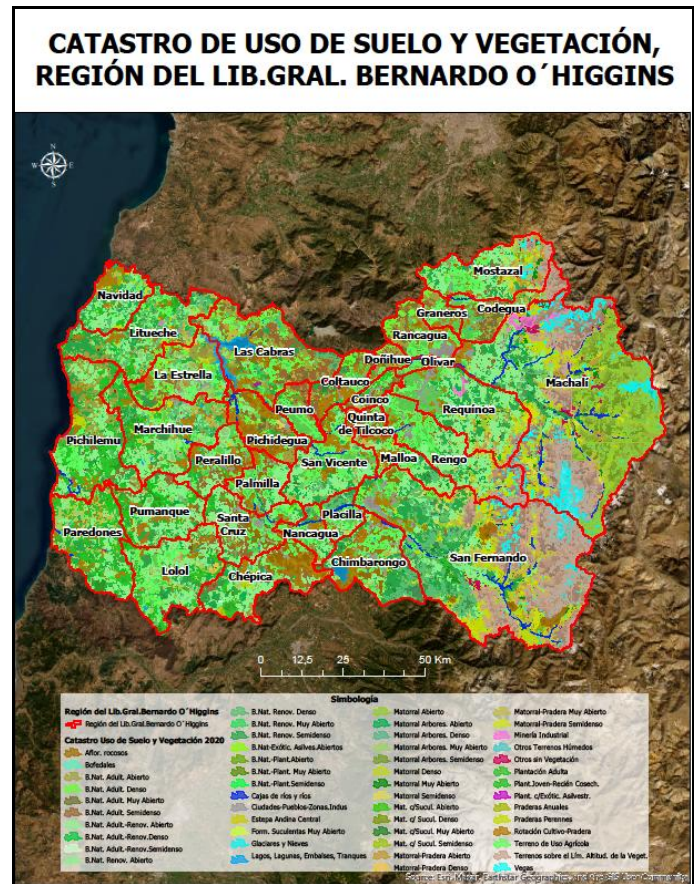 CATASTRO DE USO DE SUELO Y VEGETACIÓN,
REGIÓN DEL LIB.GRAL. BERNARDO O´HIGGINS
N
W E
S
Mostazal
Navidad
Codegua
Graneros
Litueche
Rancagua
Las Cabras
Doñihue
Olivar
La Estrella
Machalí
Coltauco
Coinco
Peumo
Requinoa
Quinta
de Tilcoco
Marchihue
Pichilemu
Pichidegua
Malloa
Rengo
Peralillo
San Vicente
Palmilla
Pumanque
Placilla
Santa
Cruz
Paredones
Nancagua
San Fernando
Chimbarongo
Lolol
Chépica
0 12,5 25 50 Km
Simbología
Región del Lib.Gral.Bernardo O´Higgins
Región del Lib.Gral.Bernardo O´Higgins
Catastro Uso de Suelo y Vegetación 2020
Aflor. rocosos
Bofedales
B.Nat. Adult. Abierto
B.Nat. Adult. Denso
B.Nat. Adult. Muy Abierto
B.Nat. Adult. Semidenso
B.Nat. Adult.-Renov. Abierto
B.Nat. Adult.-Renov.Denso
B.Nat. Adult.-Renov.Semidenso
B.Nat. Renov. Abierto
B.Nat. Renov. Denso
B.Nat. Renov. Muy Abierto
B.Nat. Renov. Semidenso
B.Nat-Exótic. Asilves.Abiertos
B.Nat-Plant.Abierto
B.Nat-Plant. Muy Abierto
B.Nat-Plant.Semidenso
Cajas de ríos y ríos
Ciudades-Pueblos-Zonas.Indus
Estepa Andina Central
Form. Suculentas Muy Abierto
Glaciares y Nieves
Lagos, Lagunas, Embalses, Tranques
Matorral Abierto
Matorral Arbores. Abierto
Matorral Arbores. Denso
Matorral Arbores. Muy Abierto
Matorral Arbores. Semidenso
Matorral Denso
Matorral Muy Abierto
Matorral Semidenso
Mat. c/Sucul. Abierto
Mat. c/ Sucul. Denso
Mat. c/Sucul. Muy Abierto
Mat. c/ Sucul. Semidenso
Matorral-Pradera Abierto
Matorral-Pradera Denso
Matorral-Pradera Muy Abierto
Matorral-Pradera Semidenso
Minería Industrial
Otros Terrenos Húmedos
Otros sin Vegetación
Plantación Adulta
Plant.Joven-Recién Cosech.
Plant. c/Exótic. Asilvestr.
Praderas Anuales
Praderas Perennes
Rotación Cultivo-Pradera
Terreno de Uso Agrícola
Terrenos sobre el Lím. Altitud. de la Veget.
Vegas
Source: Esri, Maxar, Earthstar Geographics, and the GIS User Community